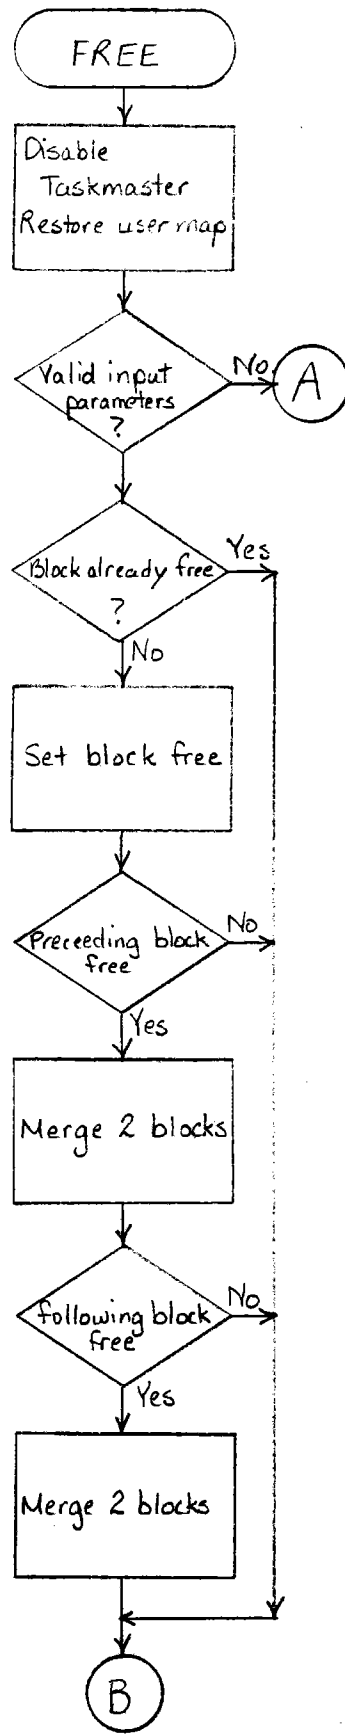 FREE
Disable
Taskmaster
Restore user map
Valid input
parameters
?
No
A
Block already free
?
Yes
No
Set block free
Preceeding block
free
No
Yes
Merge 2 blocks
following block
free
No
Yes
Merge 2 blocks
B